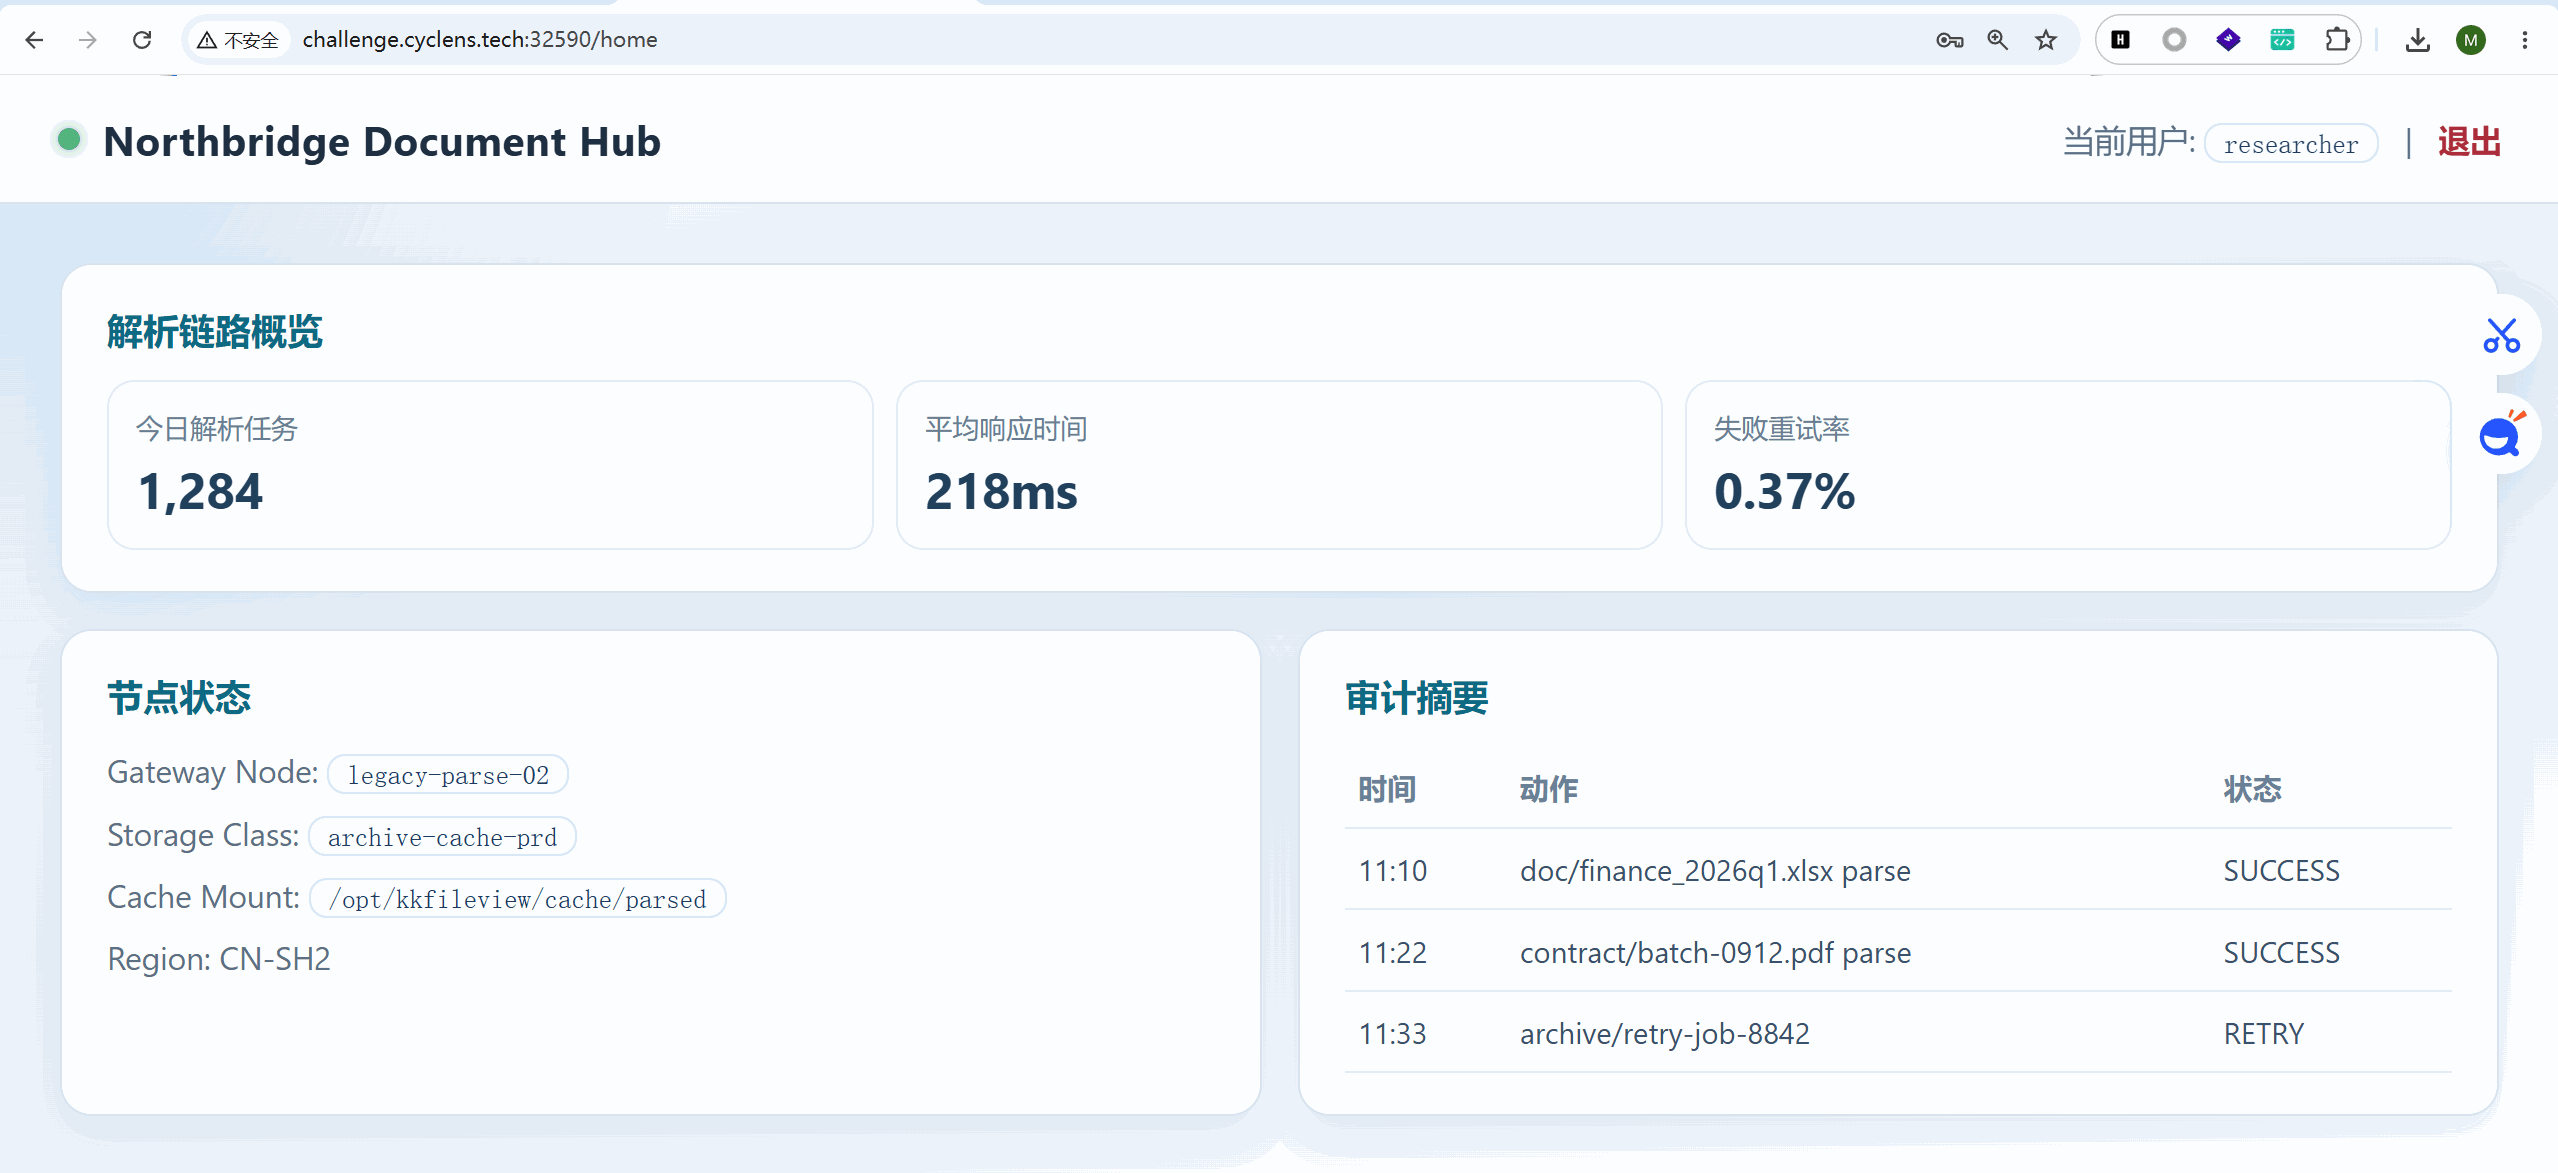 不安全 challenge.cyclens.tech:32590/home
M
Northbridge Document Hub
当前用户: researcher | 退出
解析链路概览
今日解析任务
1,284
平均响应时间
218ms
失败重试率
0.37%
节点状态
Gateway Node: legacy-parse-02
Storage Class: archive-cache-prd
Cache Mount: /opt/kkfileview/cache/parsed
Region: CN-SH2
审计摘要
时间 动作 状态
11:10 doc/finance_2026q1.xlsx parse SUCCESS
11:22 contract/batch-0912.pdf parse SUCCESS
11:33 archive/retry-job-8842 RETRY